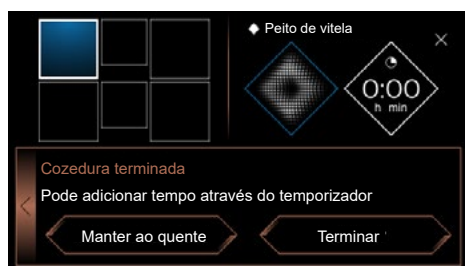 Peito de vitela
0:00
h min
Cozedura terminada
Pode adicionar tempo através do temporizador
Manter ao quente
Terminar